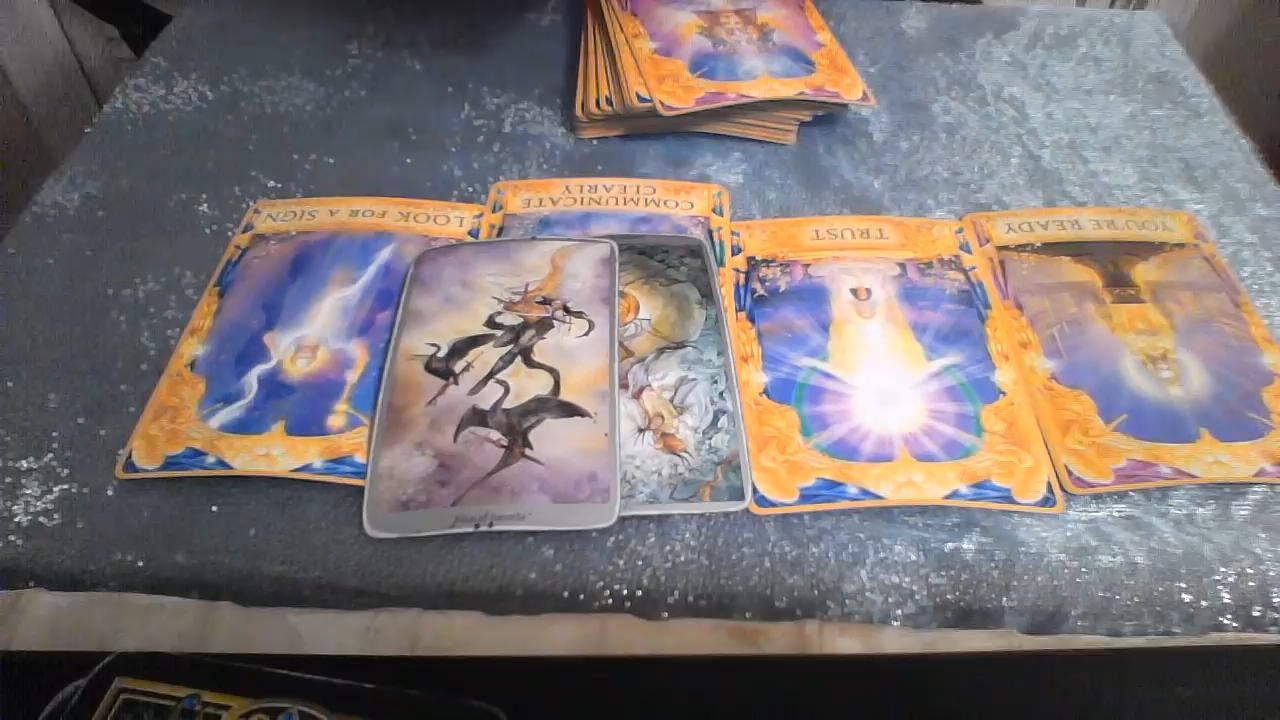 LOOK FOR A SIGN
COMMUNICATE
CLEARLY
TRUST
YOU'RE READY